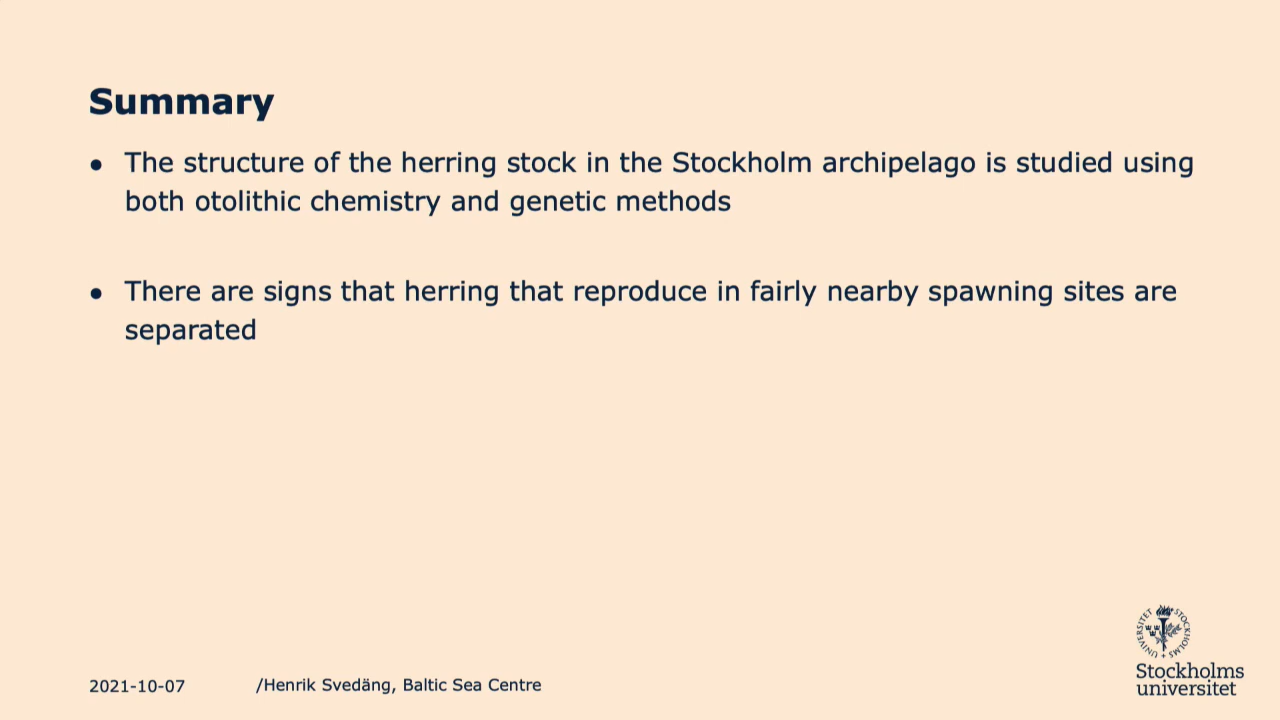 Summary
• The structure of the herring stock in the Stockholm archipelago is studied using
both otolithic chemistry and genetic methods
• There are signs that herring that reproduce in fairly nearby spawning sites are
separated
STOCKHOLMS UNIVERSITET
Stockholms
universitet
2021-10-07 /Henrik Svedäng, Baltic Sea Centre